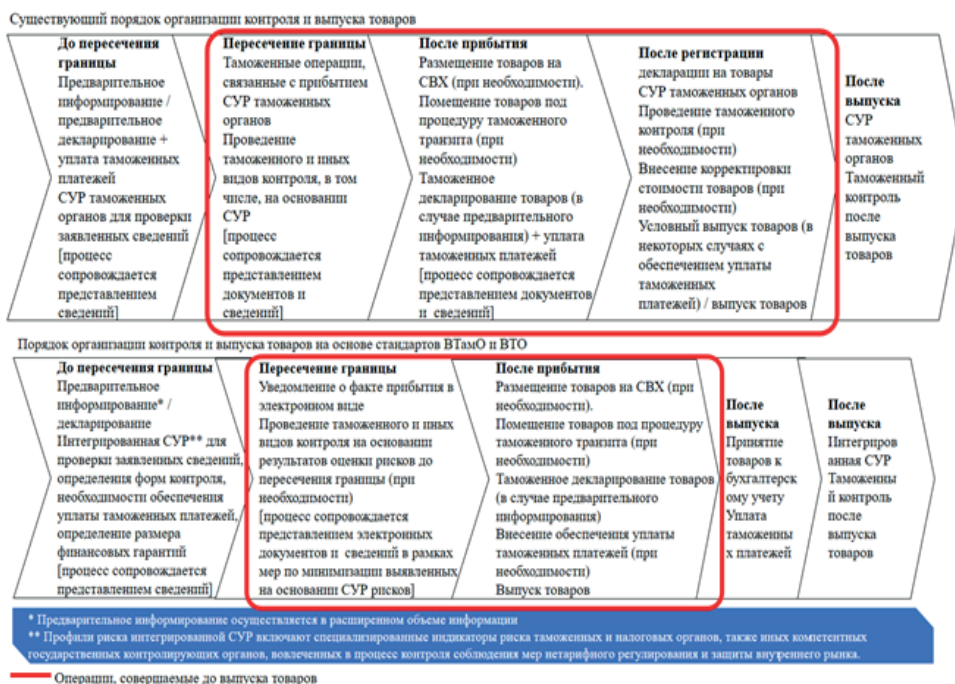 Существующий порядок организации контроля и выпуска товаров
До пересечения
границы
Предварительное
информирование /
предварительное
декларирование +
уплата таможенных
платежей
СУР таможенных
органов для проверки
заявленных сведений
[процесс
сопровождается
представлением
сведений]
Пересечение границы
Таможенные операции,
связанные с прибытием
СУР таможенных
органов
Проведение
таможенного и иных
видов контроля, в том
числе, на основании
СУР
[процесс
сопровождается
представлением
документов и
сведений]
После прибытия
Размещение товаров на
СВХ (при необходимости).
Помещение товаров под
процедуру таможенного
транзита (при
необходимости)
Таможенное
декларирование товаров (в
случае предварительного
информирования) + уплата
таможенных платежей
[процесс сопровождается
представлением документов
и сведений]
После регистрации
декларации на товары
СУР таможенных органов
Проведение таможенного
контроля (при
необходимости)
Внесение корректировки
стоимости товаров (при
необходимости)
Условный выпуск товаров (в
некоторых случаях с
обеспечением уплаты
таможенных
платежей) / выпуск товаров
После
выпуска
СУР
таможенных
органов
Таможенный
контроль
после
выпуска
товаров
Порядок организации контроля и выпуска товаров на основе стандартов ВТамО и ВТО
До пересечения границы
Предварительное
информирование* /
декларирование
Интегрированная СУР** для
проверки заявленных сведений,
определения форм контроля,
необходимости обеспечения
уплаты таможенных платежей,
определение размера
финансовых гарантий
[процесс сопровождается
представлением сведений]
Пересечение границы
Уведомление о факте прибытия в
электронном виде
Проведение таможенного и иных
видов контроля на основании
результатов оценки рисков до
пересечения границы (при
необходимости)
[процесс сопровождается
представлением электронных
документов и сведений в рамках
мер по минимизации выявленных
на основании СУР рисков]
После прибытия
Размещение товаров на СВХ (при
необходимости).
Помещение товаров под процедуру
таможенного транзита (при
необходимости)
Таможенное декларирование товаров
(в случае предварительного
информирования)
Внесение обеспечения уплаты
таможенных платежей (при
необходимости)
Выпуск товаров
После
выпуска
Принятие
товаров к
бухгалтерск
ому учету
Уплата
таможенны
х платежей
После
выпуска
Интегриров
анная СУР
Таможенны
й контроль
после
выпуска
товаров
* Предварительное информирование осуществляется в расширенном объеме информации
** Профили риска интегрированной СУР включают специализированные индикаторы риска таможенных и налоговых органов, также иных компетентных
государственных контролирующих органов, вовлеченных в процесс контроля соблюдения мер нетарифного регулирования и защиты внутреннего рынка.
Операции, совершаемые до выпуска товаров